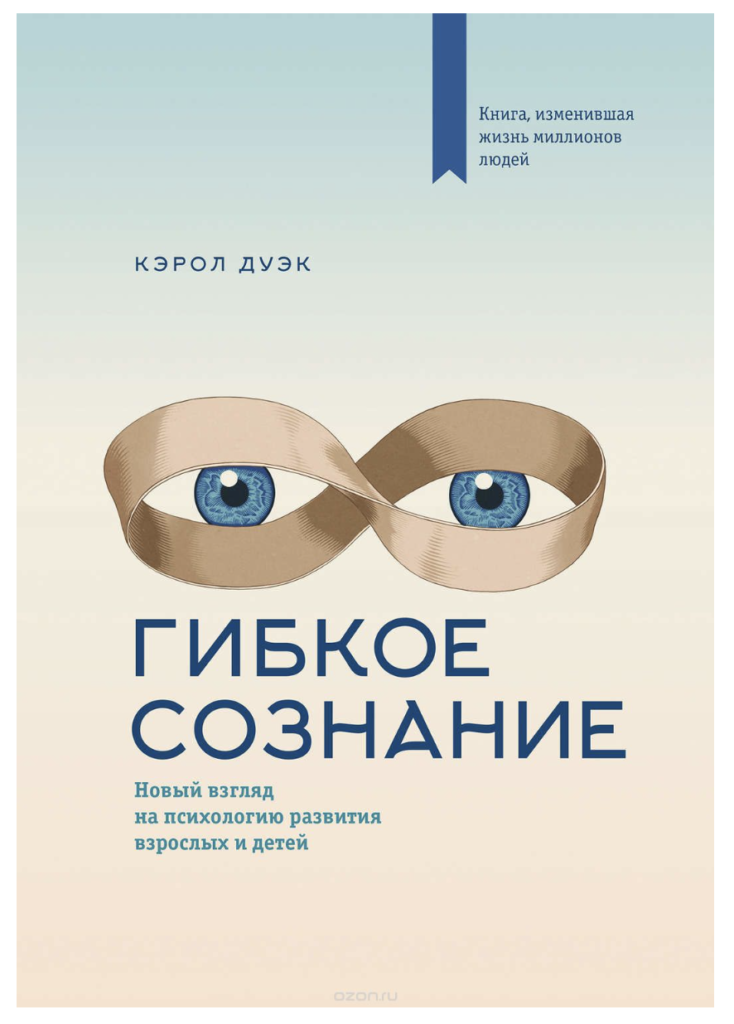 Книга, изменившая
жизнь миллионов
людей
КЭРОЛ ДУЭК
ГИБКОЕ
СОЗНАНИЕ
Новый взгляд
на психологию развития
взрослых и детей
ozon.ru